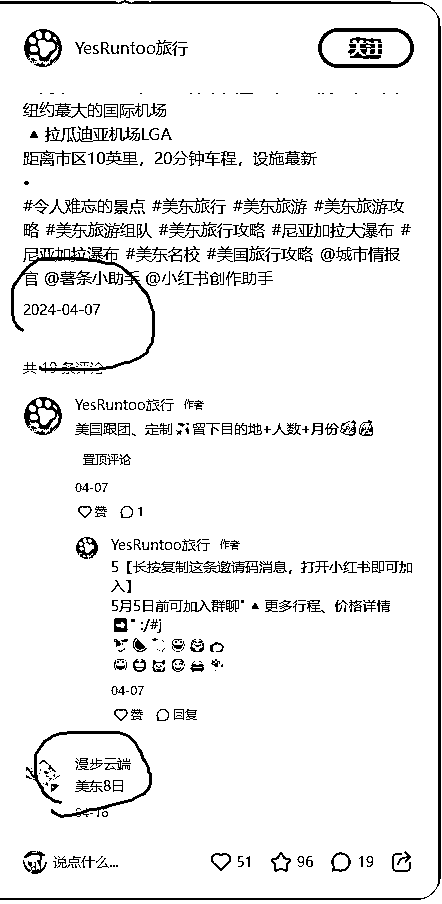 YesRuntoo旅行
纽约最大的国际机场
▲拉瓜迪亚机场LGA
距离市区10英里，20分钟车程，设施最新
•
#令人难忘的景点 #美东旅行 #美东旅游 #美东旅游攻
略 #美东旅游组队 #美东旅行攻略 #尼亚加拉大瀑布 #
尼亚加拉瀑布 #美东名校 #美国旅行攻略 @城市情报
官 @薯条小助手 @小红书创作助手
2024-04-07
共 19 条评论
YesRuntoo旅行 作者
美国跟团、定制 留下目的地+人数+月份
置顶评论
04-07
赞 1
YesRuntoo旅行 作者
5【长按复制这条邀请码消息，打开小红书即可加
入】
5月5日前可加入群聊" ▲更多行程、价格详情
➡" :/#j
04-07
赞 回复
漫步云端
美东8日
说点什么...
51 96 19